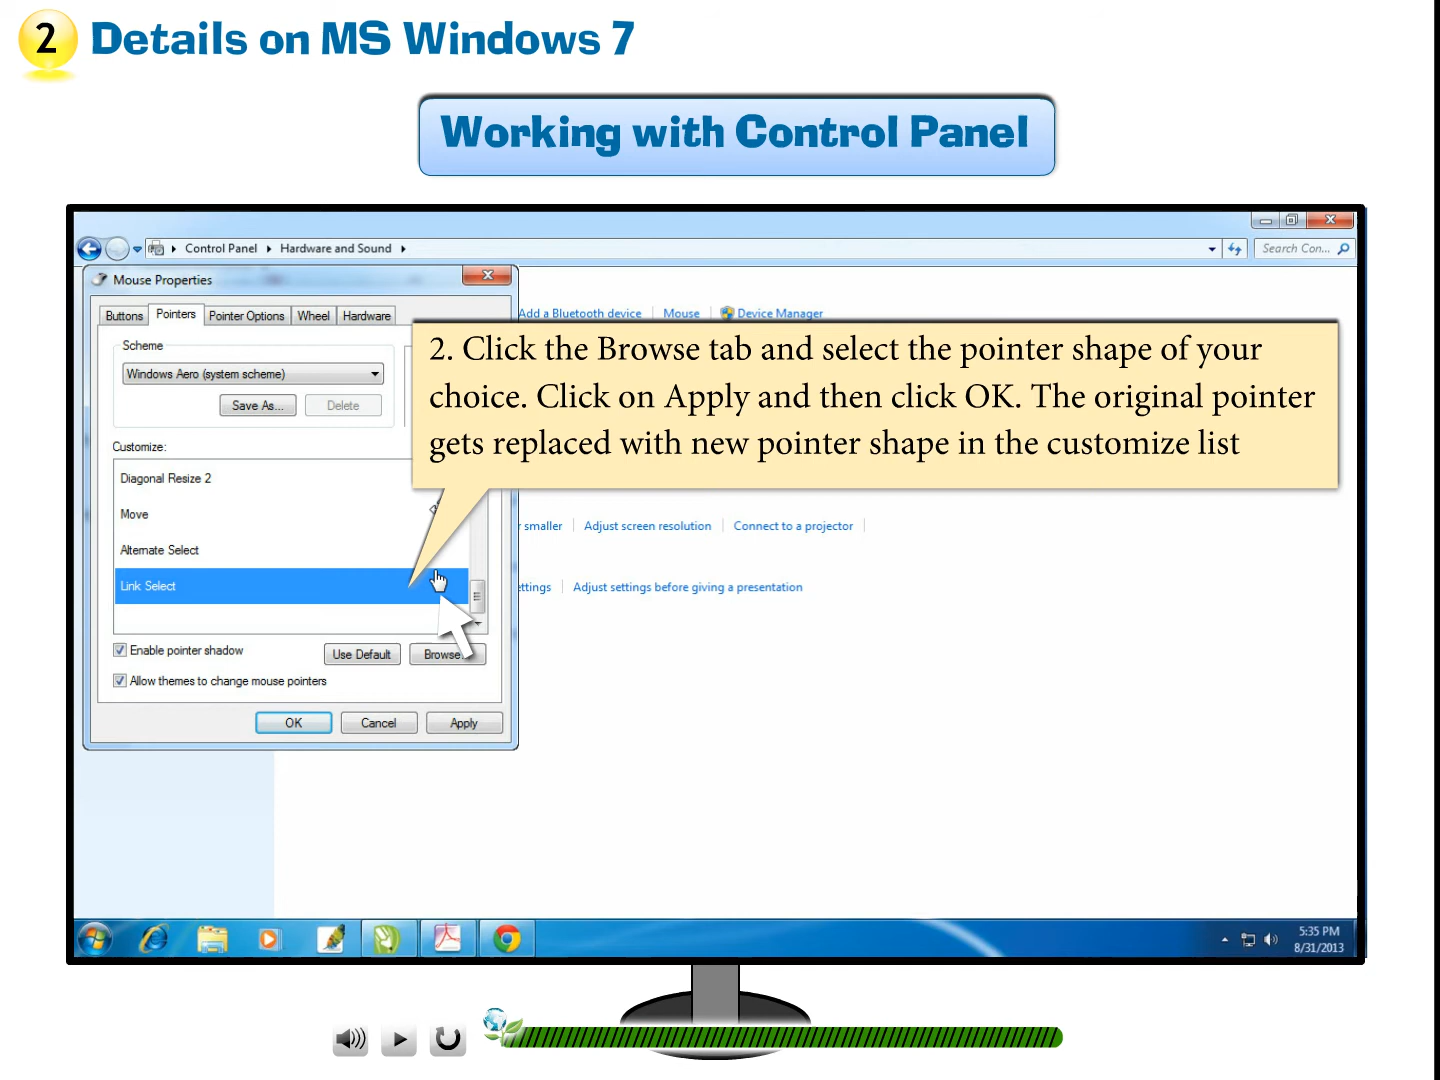 2 Details on MS Windows 7
Working with Control Panel
Control Panel Hardware and Sound
Search Con...
Mouse Properties
Buttons Pointers Pointer Options Wheel Hardware
Add a Bluetooth device Mouse Device Manager
Scheme
Windows Aero (system scheme)
Save As... Delete
2. Click the Browse tab and select the pointer shape of your
choice. Click on Apply and then click OK. The original pointer
gets replaced with new pointer shape in the customize list
Customize:
Diagonal Resize 2
Move
Alternate Select
Link Select
smaller Adjust screen resolution Connect to a projector
Adjust settings before giving a presentation
Enable pointer shadow
Use Default Browse
Allow themes to change mouse pointers
OK Cancel Apply
5:35 PM
8/31/2013